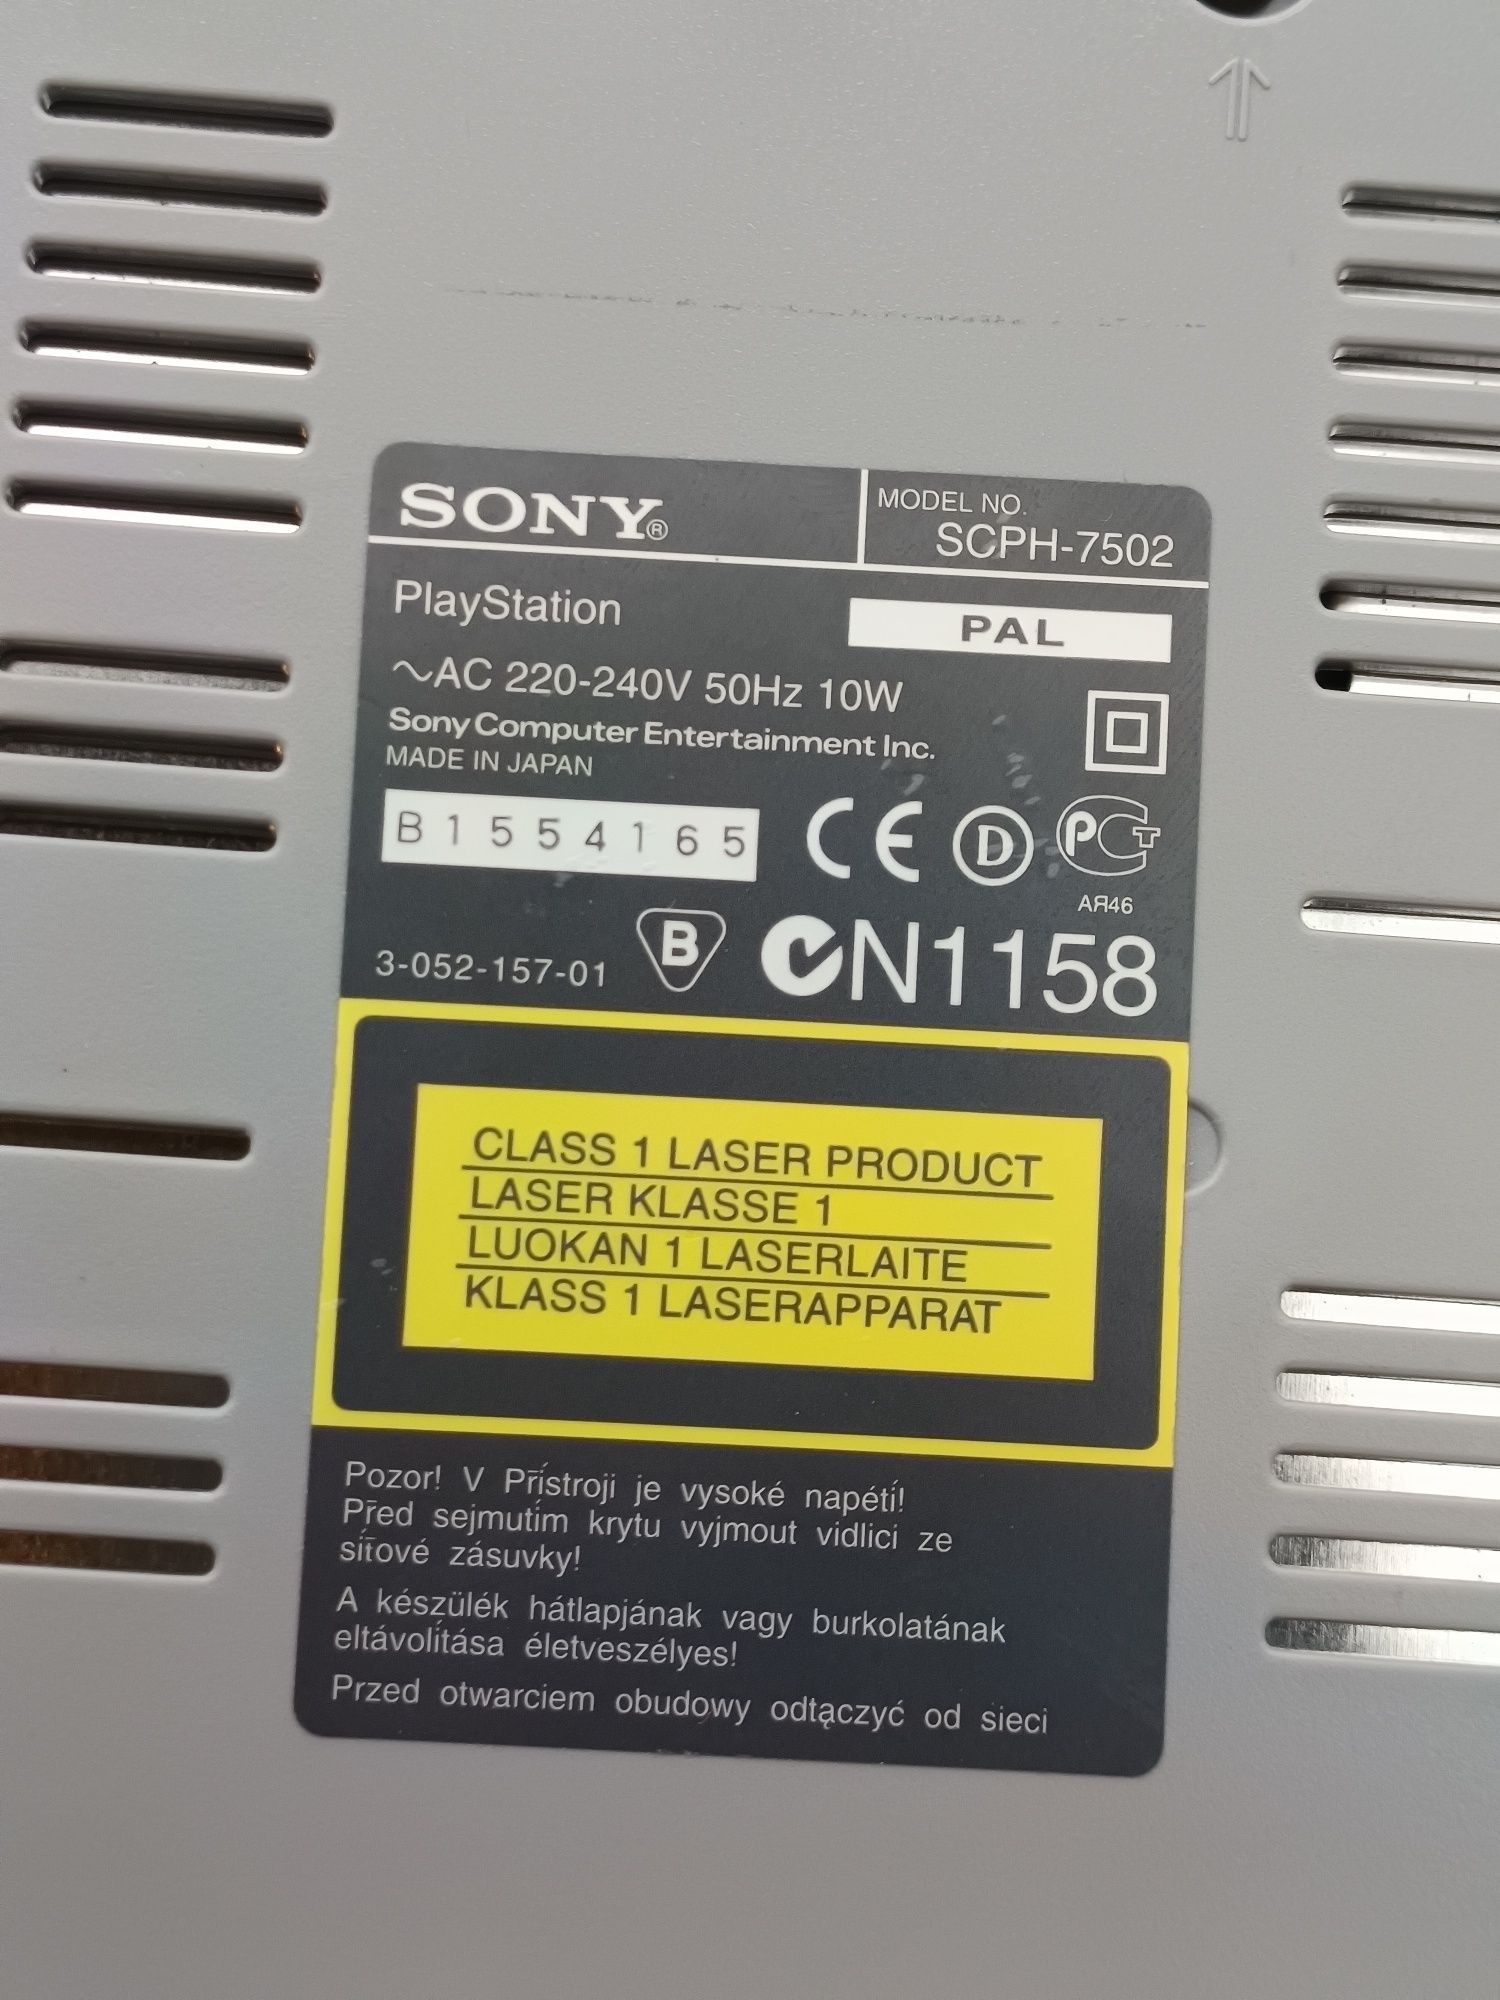 SONY®
MODEL NO.
SCPH-7502
PlayStation
PAL
~AC 220-240V 50Hz 10W
Sony Computer Entertainment Inc.
MADE IN JAPAN
B1554165
CE D PCT
AЯ46
3-052-157-01 B N1158
CLASS 1 LASER PRODUCT
LASER KLASSE 1
LUOKAN 1 LASERLAITE
KLASS 1 LASERAPPARAT
Pozor! V Přístroji je vysoké napétí!
Před sejmutím krytu vyjmout vidlici ze
síťové zásuvky!
A készülék hátlapjának vagy burkolatának
eltávolítása életveszélyes!
Przed otwarciem obudowy odtączyć od sieci